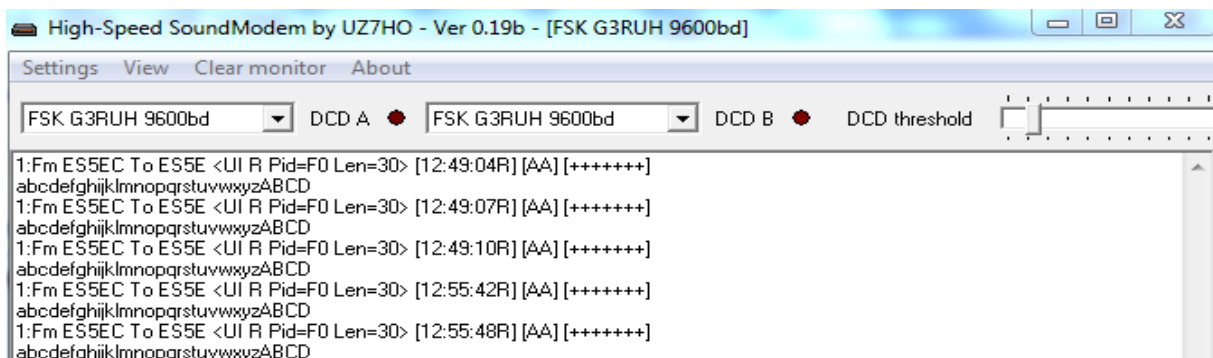 High-Speed SoundModem by UZ7HO - Ver 0.19b - [FSK G3RUH 9600bd]
Settings View Clear monitor About
FSK G3RUH 9600bd DCD A FSK G3RUH 9600bd DCD B DCD threshold
1:Fm ES5EC To ES5E <UI R Pid=F0 Len=30> [12:49:04R] [AA] [+++++++]
abcdefghijklmnopqrstuvwxyzABCD
1:Fm ES5EC To ES5E <UI R Pid=F0 Len=30> [12:49:07R] [AA] [+++++++]
abcdefghijklmnopqrstuvwxyzABCD
1:Fm ES5EC To ES5E <UI R Pid=F0 Len=30> [12:49:10R] [AA] [+++++++]
abcdefghijklmnopqrstuvwxyzABCD
1:Fm ES5EC To ES5E <UI R Pid=F0 Len=30> [12:55:42R] [AA] [+++++++]
abcdefghijklmnopqrstuvwxyzABCD
1:Fm ES5EC To ES5E <UI R Pid=F0 Len=30> [12:55:48R] [AA] [+++++++]
abcdefghijklmnopqrstuvwxyzABCD